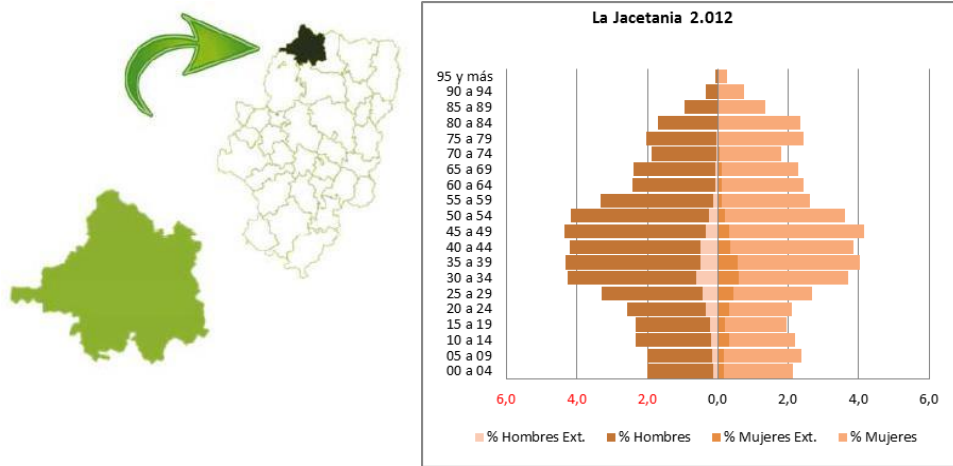 La Jacetania 2.012
95 y más
90 a 94
85 a 89
80 a 84
75 a 79
70 a 74
65 a 69
60 a 64
55 a 59
50 a 54
45 a 49
40 a 44
35 a 39
30 a 34
25 a 29
20 a 24
15 a 19
10 a 14
05 a 09
00 a 04
6,0 4,0 2,0 0,0 2,0 4,0 6,0
% Hombres Ext. % Hombres % Mujeres Ext. % Mujeres